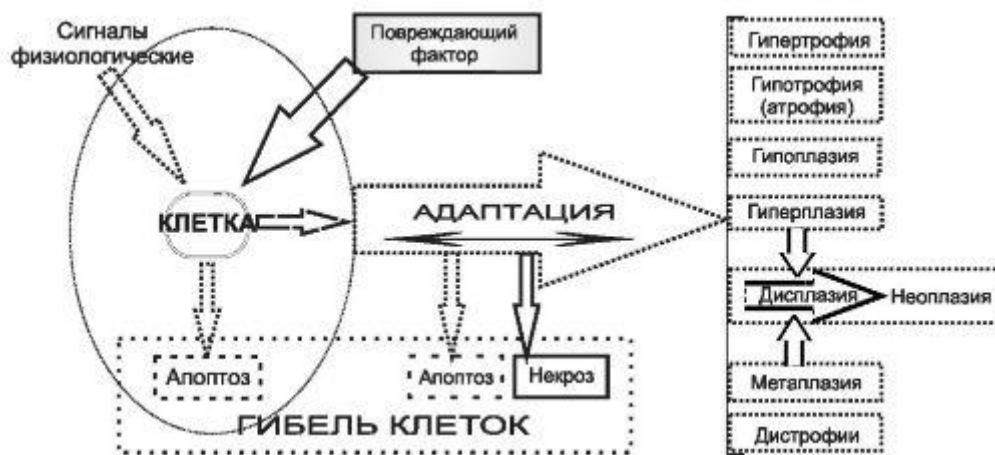 Сигналы
физиологические
Повреждающий
фактор
КЛЕТКА
АДАПТАЦИЯ
Апоптоз
Апоптоз
Некроз
ГИБЕЛЬ КЛЕТОК
Гипертрофия
Гипотрофия
(атрофия)
Гипоплазия
Гиперплазия
Дисплазия
Неоплазия
Метаплазия
Дистрофии